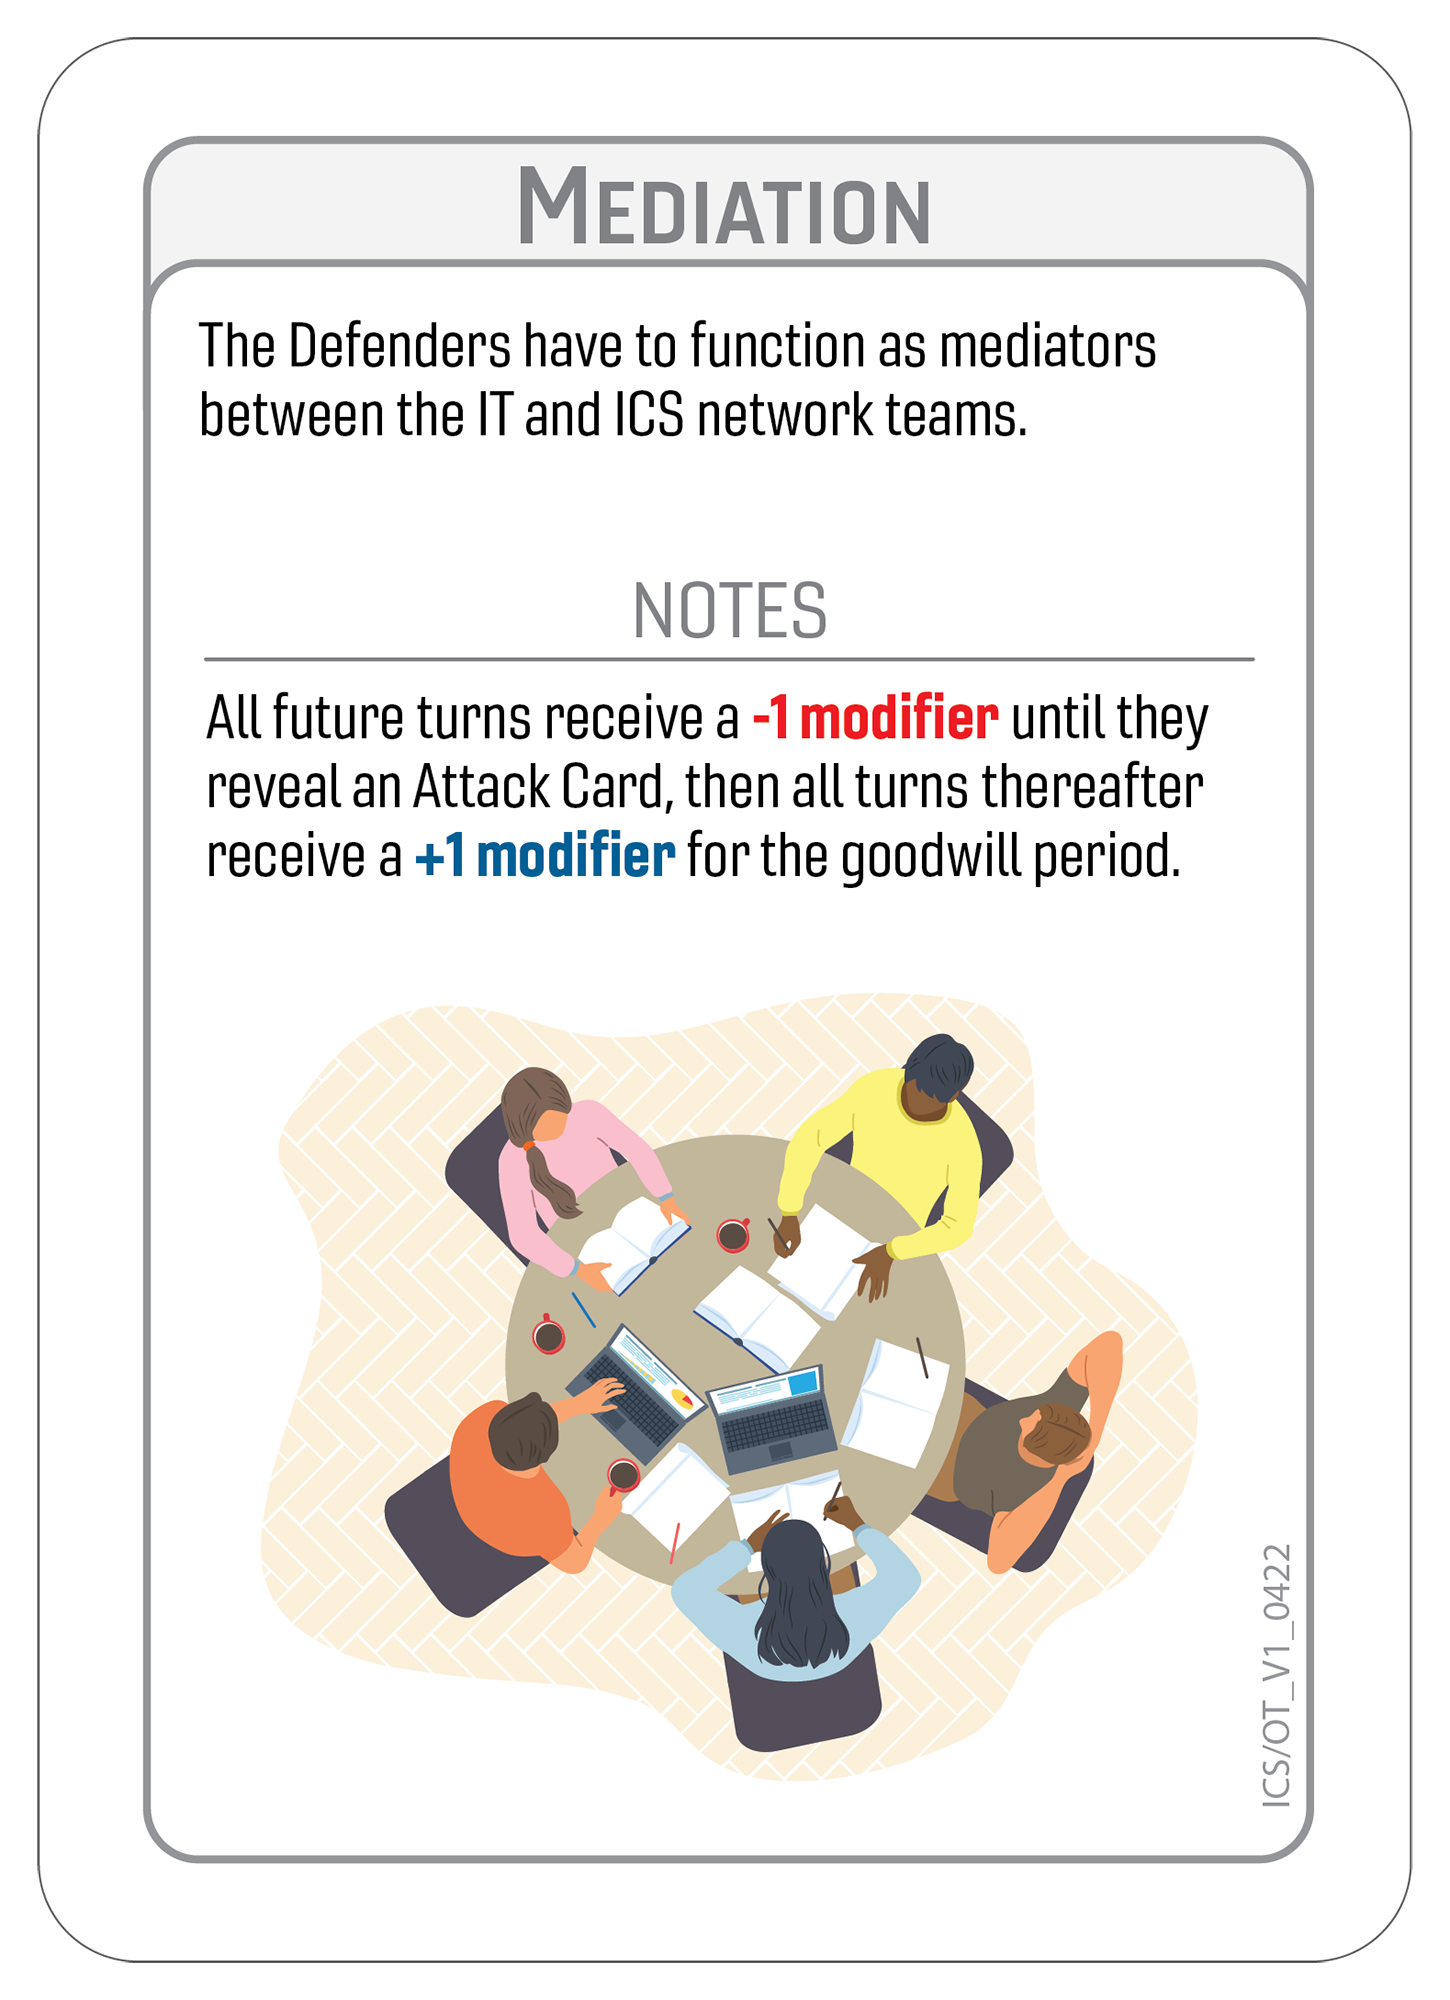 MEDIATION
The Defenders have to function as mediators
between the IT and ICS network teams.
NOTES
All future turns receive a -1 modifier until they
reveal an Attack Card, then all turns thereafter
receive a +1 modifier for the goodwill period.
ICS/OT_V1_0422